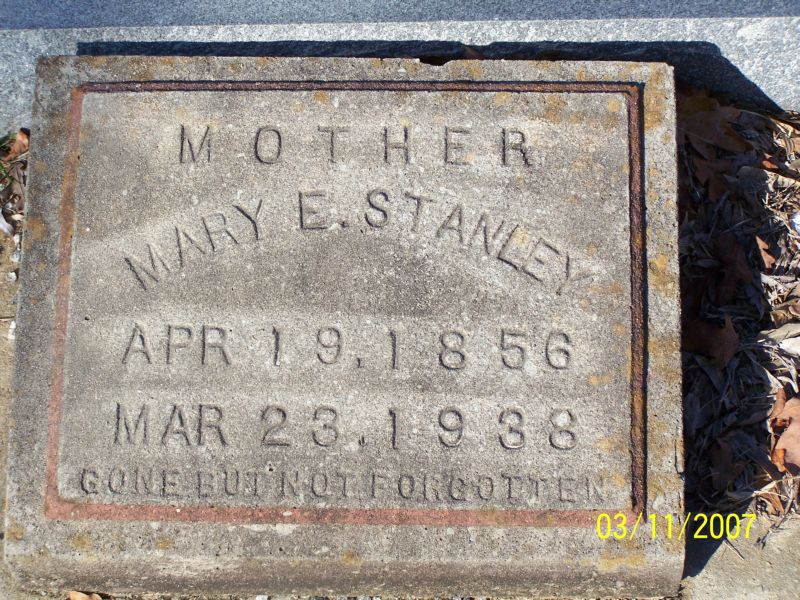 MOTHER
MARY E. STANLEY
APR 19. 1856
MAR 23. 1938
GONE BUT NOT FORGOTTEN
03/11/2007